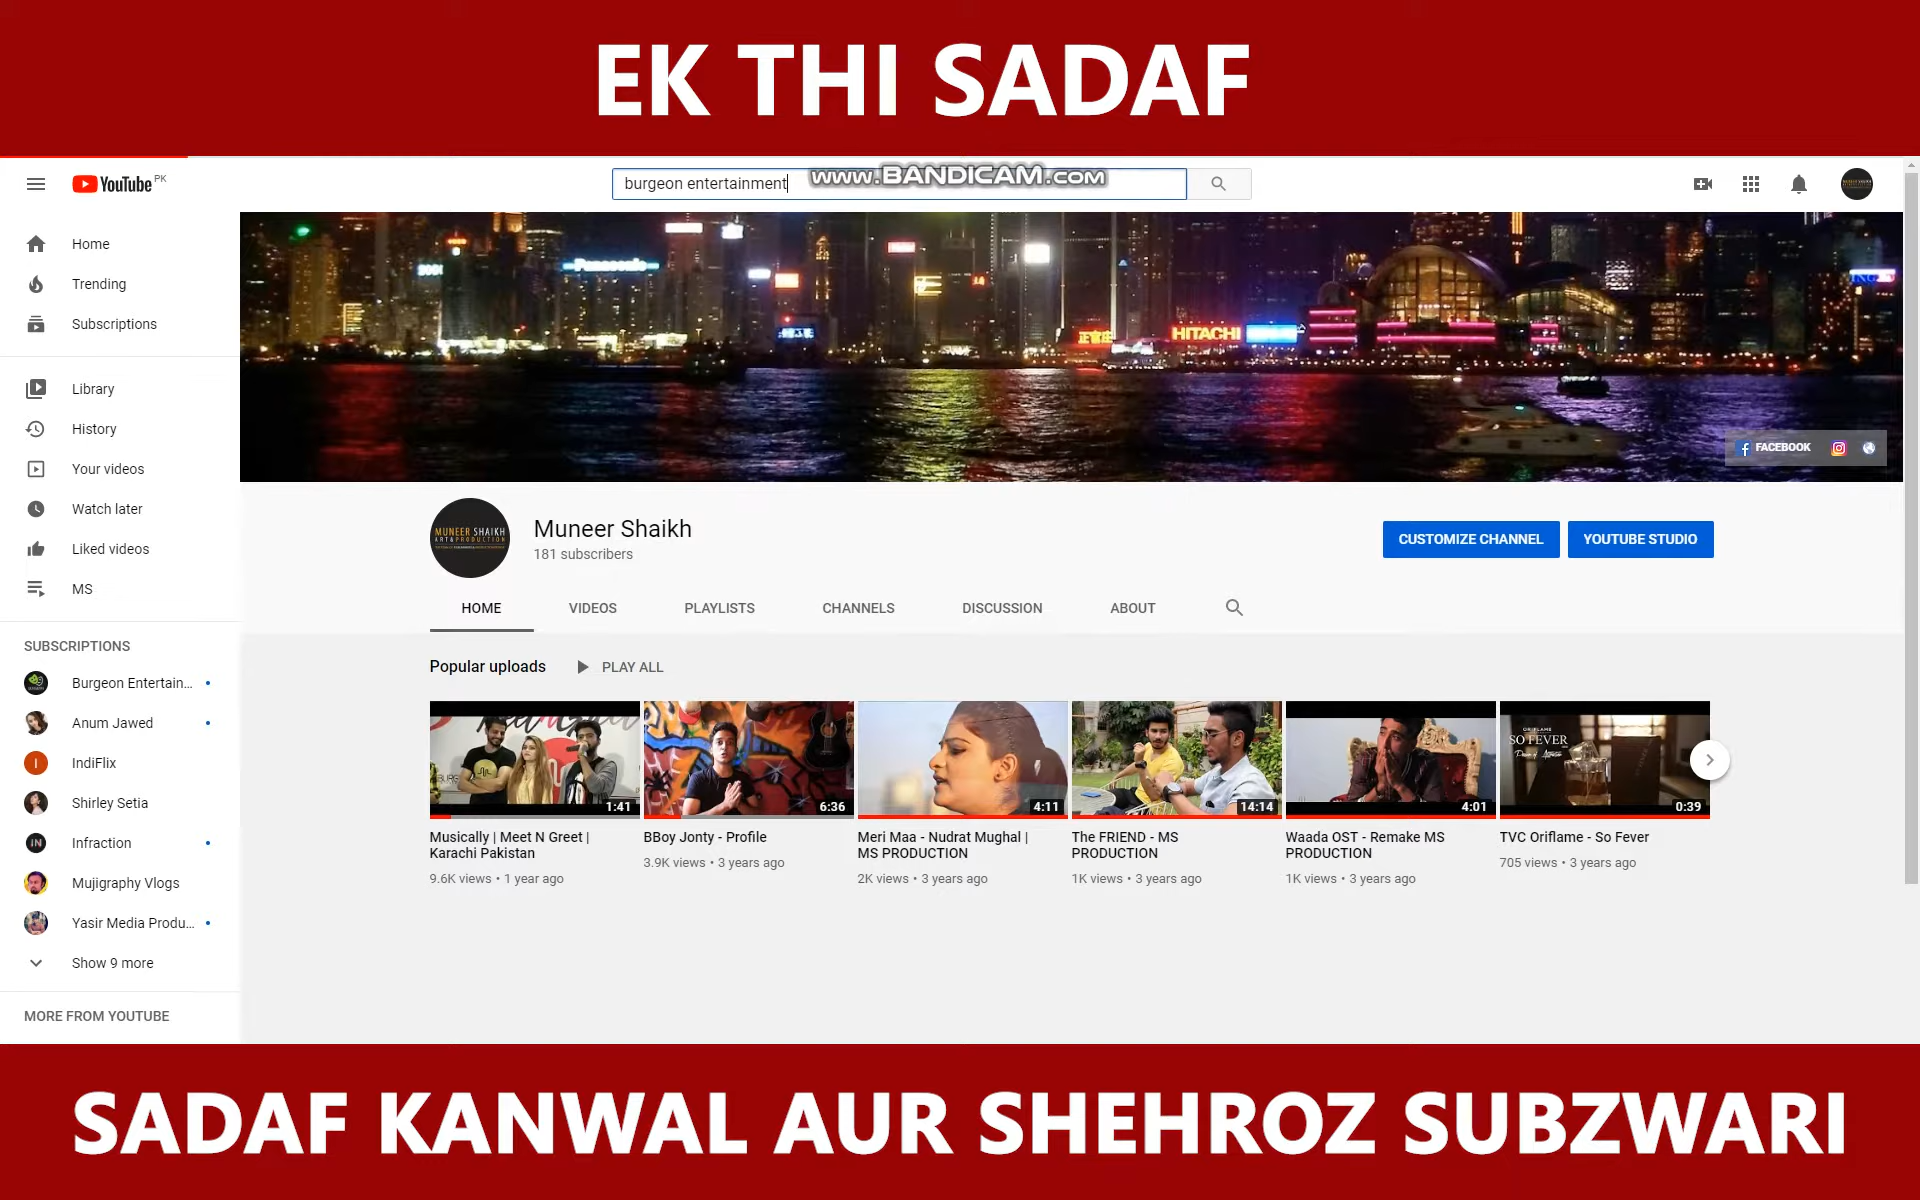 EK THI SADAF
YouTube PK
burgeon entertainment
www.BANDICAM.com
Home
Trending
Subscriptions
Library
History
Your videos
Watch later
Liked videos
MS
SUBSCRIPTIONS
Burgeon Entertain...
Anum Jawed
I IndiFlix
Shirley Setia
IN Infraction
Mujigraphy Vlogs
Yasir Media Produ...
Show 9 more
MORE FROM YOUTUBE
Panasonic
HITACHI
FACEBOOK
MUNEER SHAIKH
ART&PRODUCTION
Muneer Shaikh
181 subscribers
CUSTOMIZE CHANNEL
YOUTUBE STUDIO
HOME VIDEOS PLAYLISTS CHANNELS DISCUSSION ABOUT
Popular uploads PLAY ALL
1:41
Musically | Meet N Greet |
Karachi Pakistan
9.6K views • 1 year ago
6:36
BBoy Jonty - Profile
3.9K views • 3 years ago
4:11
Meri Maa - Nudrat Mughal |
MS PRODUCTION
2K views • 3 years ago
14:14
The FRIEND - MS
PRODUCTION
1K views • 3 years ago
4:01
Waada OST - Remake MS
PRODUCTION
1K views • 3 years ago
ORIFLAME
SO FEVER
0:39
TVC Oriflame - So Fever
705 views • 3 years ago
SADAF KANWAL AUR SHEHROZ SUBZWARI